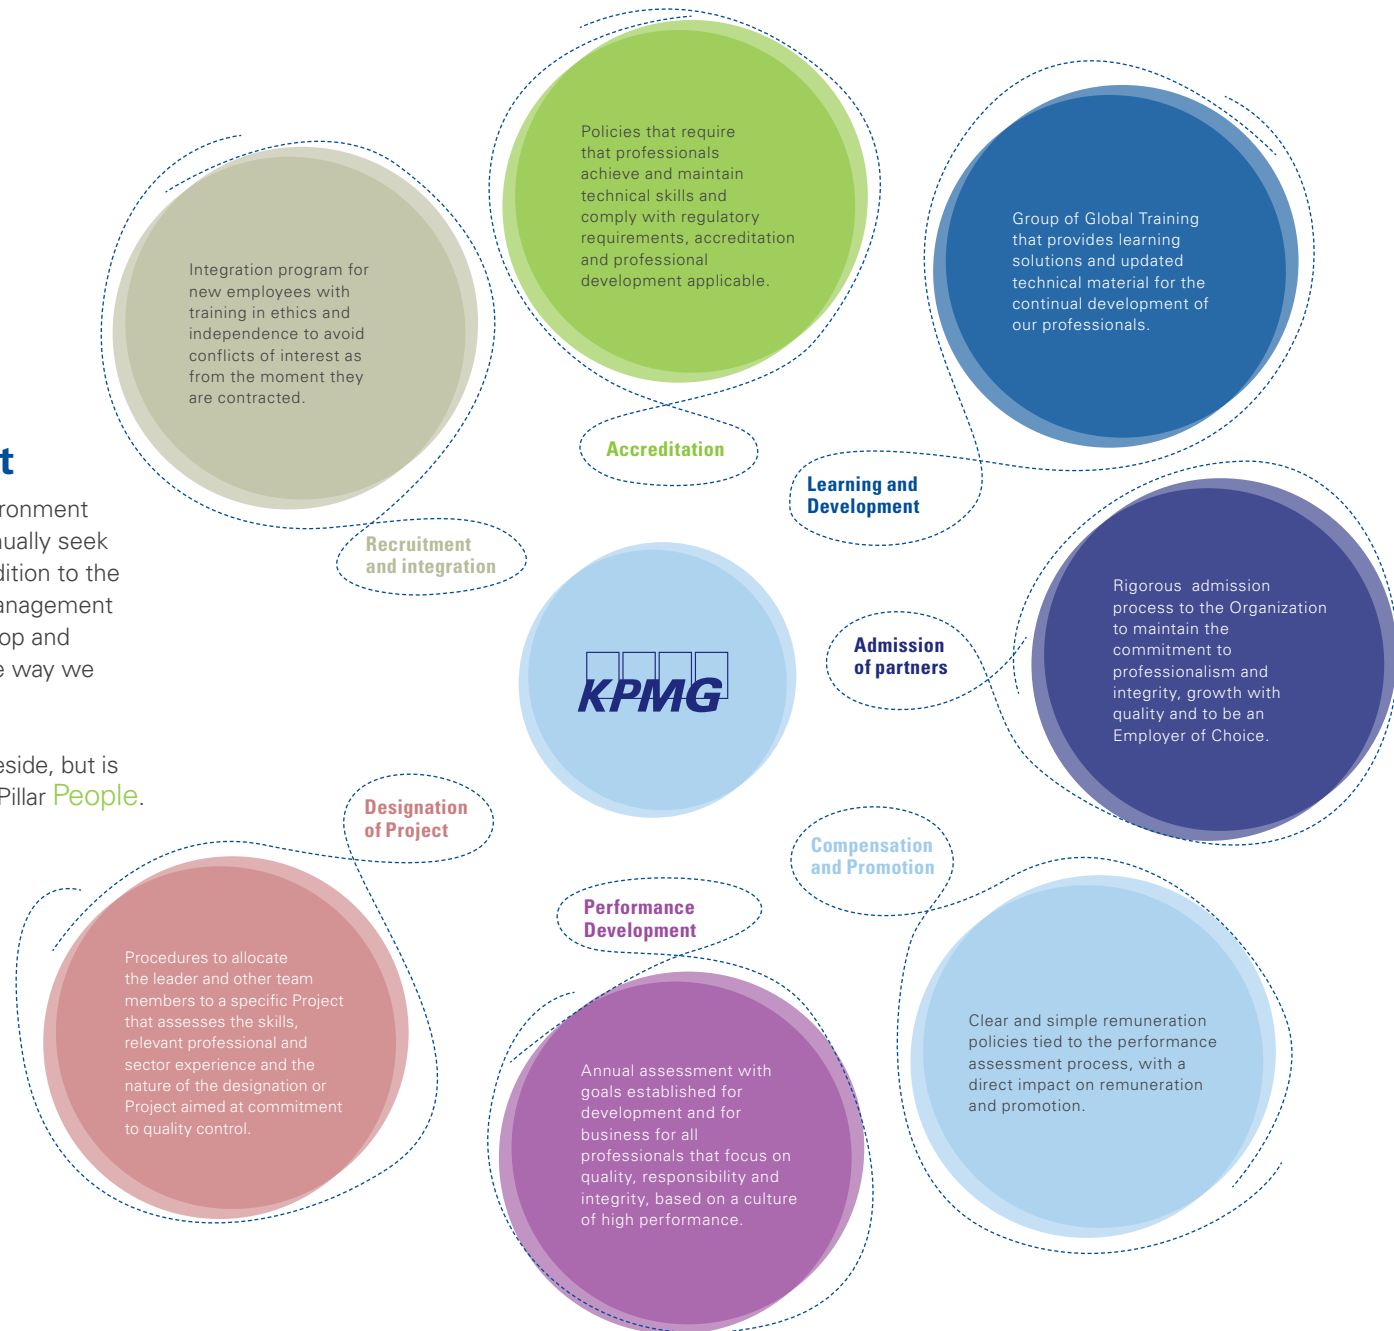 t
ronment
nually seek
dition to the
anagement
op and
e way we
eside, but is
Pillar People.
Integration program for
new employees with
training in ethics and
independence to avoid
conflicts of interest as
from the moment they
are contracted.
Recruitment
and integration
Policies that require
that professionals
achieve and maintain
technical skills and
comply with regulatory
requirements, accreditation
and professional
development applicable.
Accreditation
Group of Global Training
that provides learning
solutions and updated
technical material for the
continual development of
our professionals.
Learning and
Development
Rigorous admission
process to the Organization
to maintain the
commitment to
professionalism and
integrity, growth with
quality and to be an
Employer of Choice.
Admission
of partners
KPMG
Designation
of Project
Procedures to allocate
the leader and other team
members to a specific Project
that assesses the skills,
relevant professional and
sector experience and the
nature of the designation or
Project aimed at commitment
to quality control.
Performance
Development
Annual assessment with
goals established for
development and for
business for all
professionals that focus on
quality, responsibility and
integrity, based on a culture
of high performance.
Compensation
and Promotion
Clear and simple remuneration
policies tied to the performance
assessment process, with a
direct impact on remuneration
and promotion.